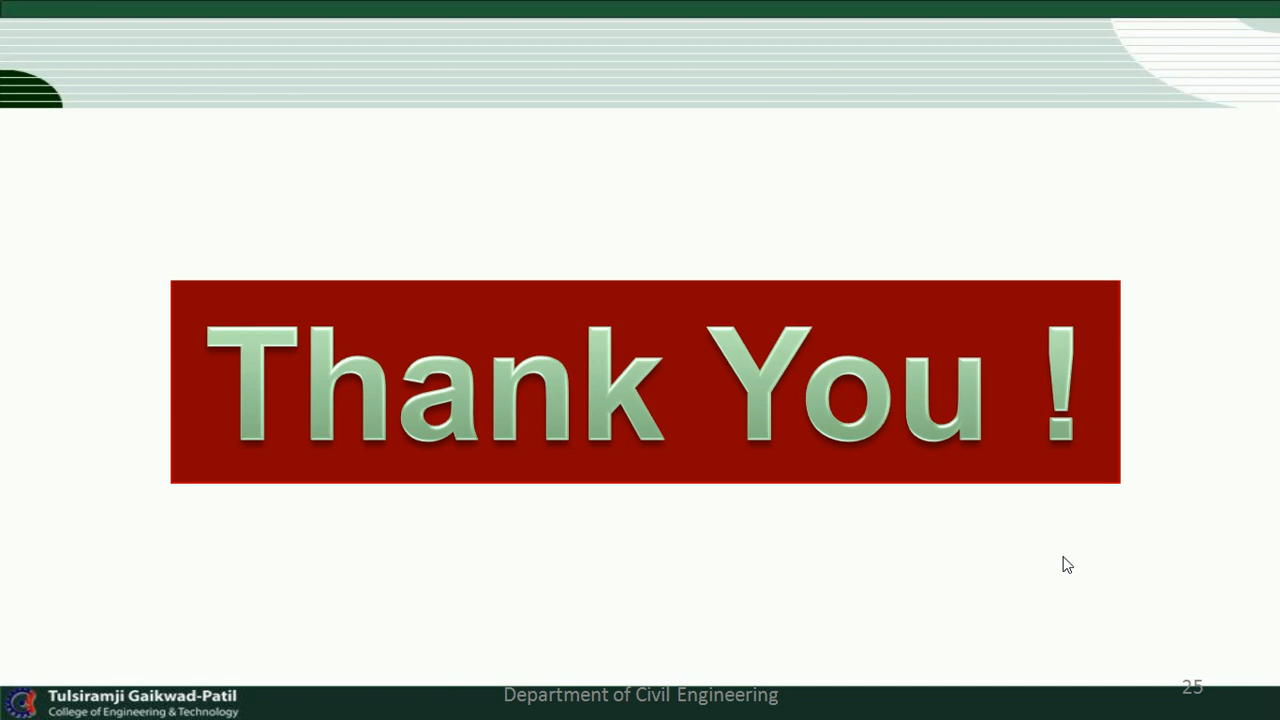 Thank You !
Tulsiramji Gaikwad-Patil
College of Engineering & Technology
Department of Civil Engineering
25